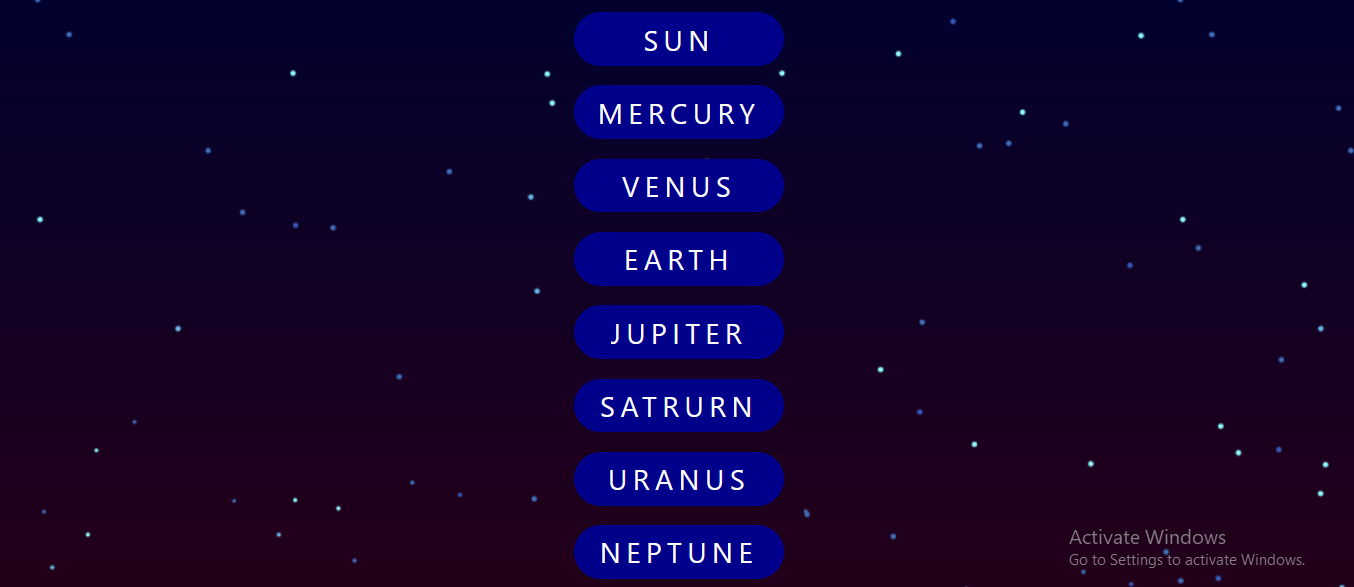 SUN
MERCURY
VENUS
EARTH
JUPITER
SATRURN
URANUS
NEPTUNE
Activate Windows
Go to Settings to activate Windows.